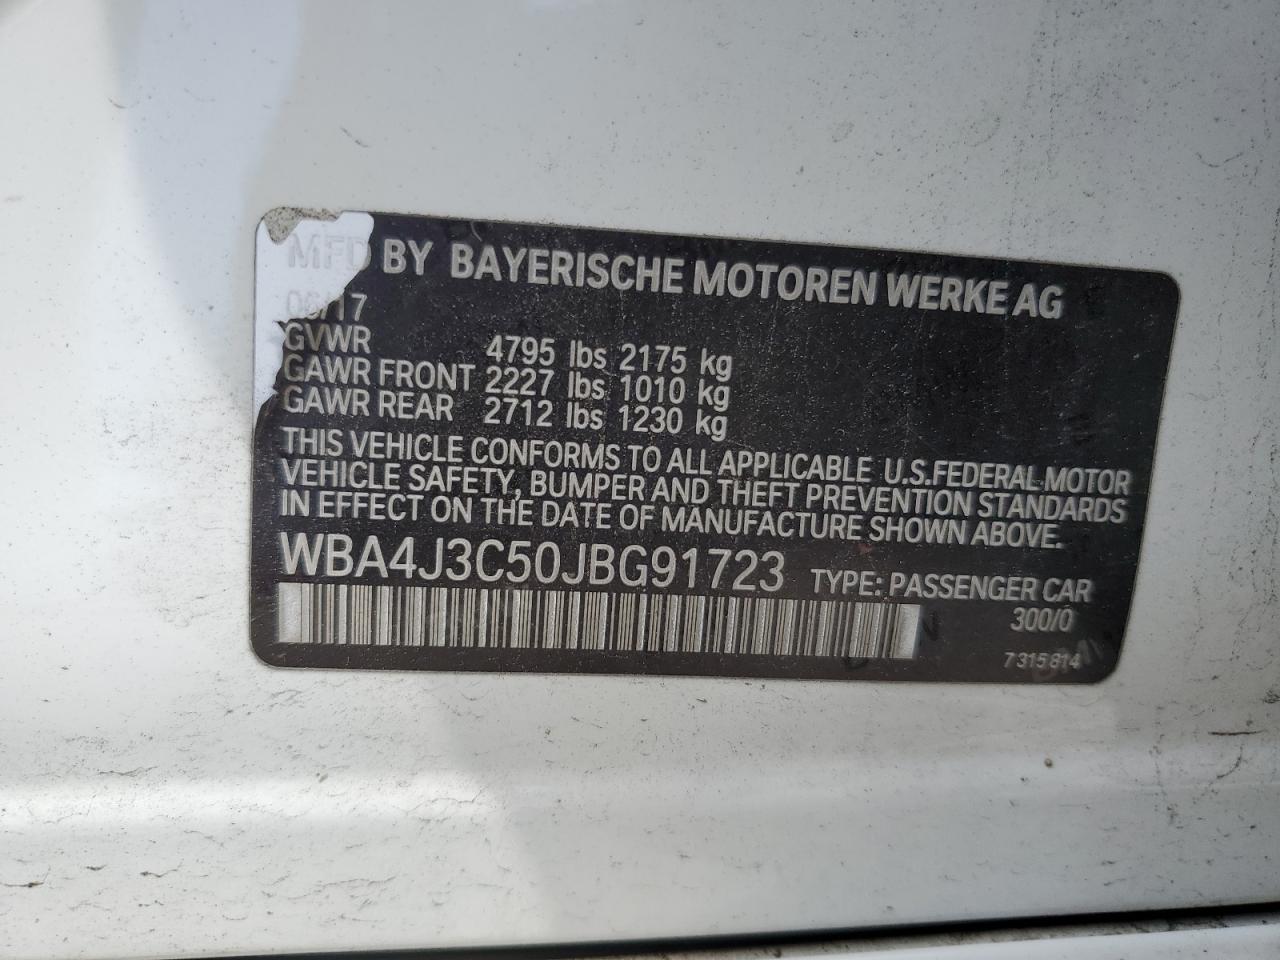 MFD BY BAYERISCHE MOTOREN WERKE AG
06/17
GVWR 4795 lbs 2175 kg
GAWR FRONT 2227 lbs 1010 kg
GAWR REAR 2712 lbs 1230 kg
THIS VEHICLE CONFORMS TO ALL APPLICABLE U.S.FEDERAL MOTOR
VEHICLE SAFETY, BUMPER AND THEFT PREVENTION STANDARDS
IN EFFECT ON THE DATE OF MANUFACTURE SHOWN ABOVE.
WBA4J3C50JBG91723 TYPE: PASSENGER CAR
300/0
7315814